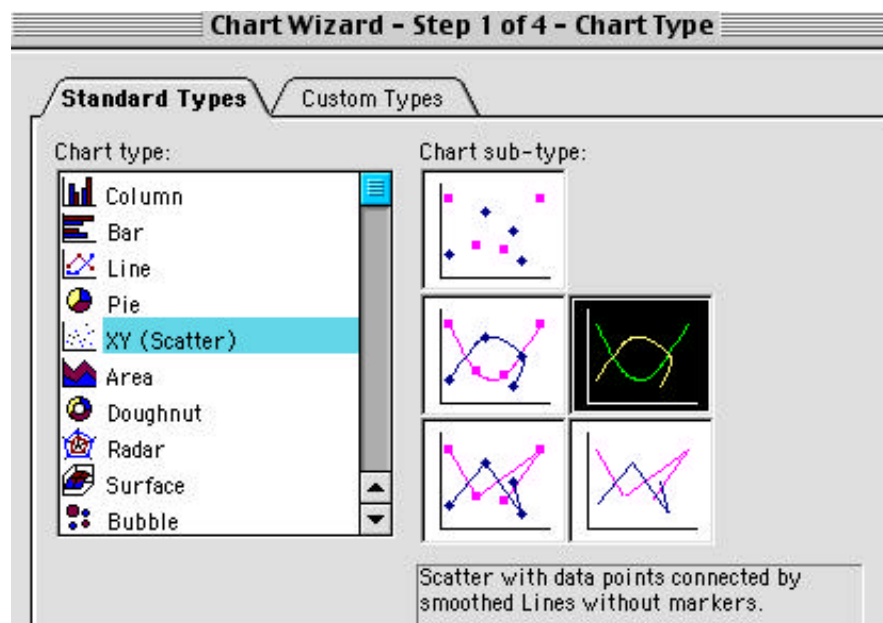 Chart Wizard – Step 1 of 4 – Chart Type
Standard Types
Custom Types
Chart type:
Column
Bar
Line
Pie
XY (Scatter)
Area
Doughnut
Radar
Surface
Bubble
Chart sub-type:
Scatter with data points connected by
smoothed Lines without markers.